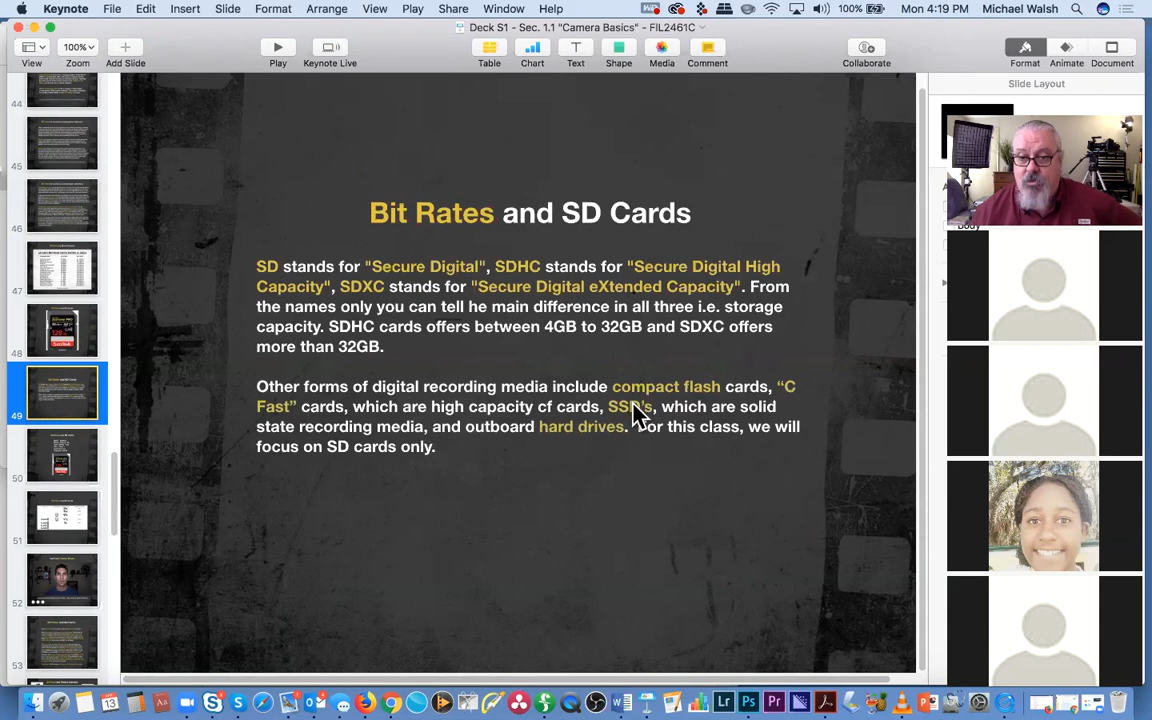 Keynote File Edit Insert Slide Format Arrange View Play Share Window Help 100% Mon 4:19 PM Michael Walsh
Deck S1 - Sec. 1.1 "Camera Basics" - FIL2461C
100%
View Zoom Add Slide Play Keynote Live Table Chart Text Shape Media Comment Collaborate Format Animate Document
Slide Layout
Body
44
45
46
47
48
49
50
51
52
53
Bit Rates and SD Cards
SD stands for "Secure Digital", SDHC stands for "Secure Digital High
Capacity", SDXC stands for "Secure Digital eXtended Capacity". From
the names only you can tell he main difference in all three i.e. storage
capacity. SDHC cards offers between 4GB to 32GB and SDXC offers
more than 32GB.
Other forms of digital recording media include compact flash cards, “C
Fast” cards, which are high capacity cf cards, SSD's, which are solid
state recording media, and outboard hard drives. For this class, we will
focus on SD cards only.
13
Lr Ps Pr